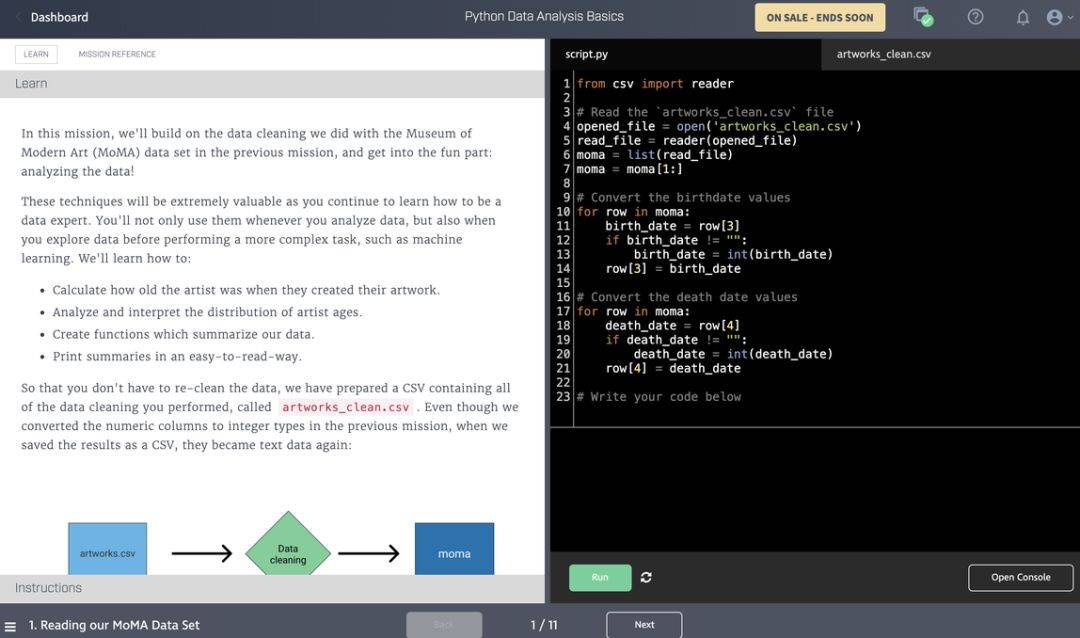 Dashboard
Python Data Analysis Basics
ON SALE - ENDS SOON
LEARN
MISSION REFERENCE
Learn
In this mission, we'll build on the data cleaning we did with the Museum of
Modern Art (MoMA) data set in the previous mission, and get into the fun part:
analyzing the data!
These techniques will be extremely valuable as you continue to learn how to be a
data expert. You'll not only use them whenever you analyze data, but also when
you explore data before performing a more complex task, such as machine
learning. We'll learn how to:
• Calculate how old the artist was when they created their artwork.
• Analyze and interpret the distribution of artist ages.
• Create functions which summarize our data.
• Print summaries in an easy-to-read-way.
So that you don't have to re-clean the data, we have prepared a CSV containing all
of the data cleaning you performed, called artworks_clean.csv . Even though we
converted the numeric columns to integer types in the previous mission, when we
saved the results as a CSV, they became text data again:
artworks.csv
Data
cleaning
moma
Instructions
1. Reading our MoMA Data Set
Back
1 / 11
Next
script.py
artworks_clean.csv
1 from csv import reader
2
3 # Read the `artworks_clean.csv` file
4 opened_file = open('artworks_clean.csv')
5 read_file = reader(opened_file)
6 moma = list(read_file)
7 moma = moma[1:]
8
9 # Convert the birthdate values
10 for row in moma:
11     birth_date = row[3]
12     if birth_date != "":
13         birth_date = int(birth_date)
14     row[3] = birth_date
15
16 # Convert the death date values
17 for row in moma:
18     death_date = row[4]
19     if death_date != "":
20         death_date = int(death_date)
21     row[4] = death_date
22
23 # Write your code below
Run
Open Console